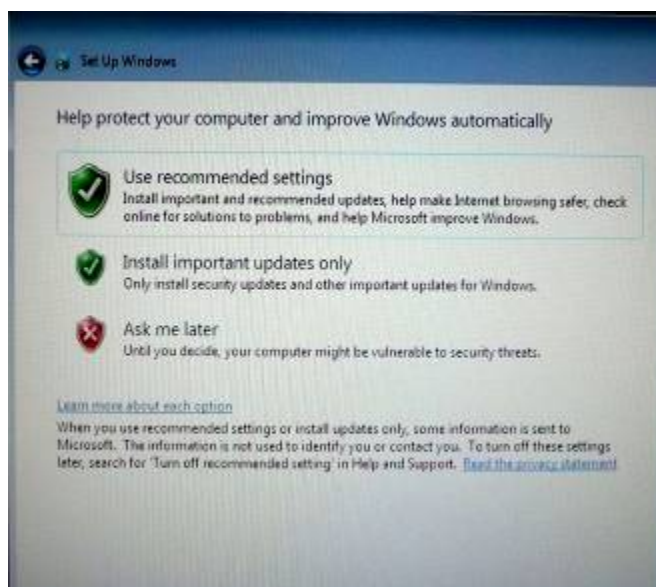 Set Up Windows
Help protect your computer and improve Windows automatically
Use recommended settings
Install important and recommended updates, help make Internet browsing safer, check
online for solutions to problems, and help Microsoft improve Windows.
Install important updates only
Only install security updates and other important updates for Windows.
Ask me later
Until you decide, your computer might be vulnerable to security threats.
Learn more about each option
When you use recommended settings or install updates only, some information is sent to
Microsoft. The information is not used to identify you or contact you. To turn off these settings
later, search for 'Turn off recommended setting' in Help and Support. Read the privacy statement